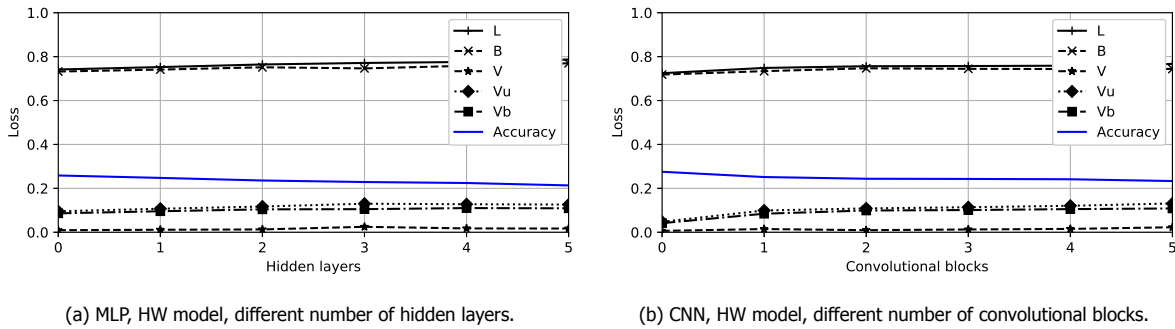 1.0
0.8
0.6
0.4
0.2
0.0
Loss
L
B
V
Vu
Vb
Accuracy
0 1 2 3 4 5
Hidden layers
(a) MLP, HW model, different number of hidden layers.
1.0
0.8
0.6
0.4
0.2
0.0
Loss
L
B
V
Vu
Vb
Accuracy
0 1 2 3 4 5
Convolutional blocks
(b) CNN, HW model, different number of convolutional blocks.